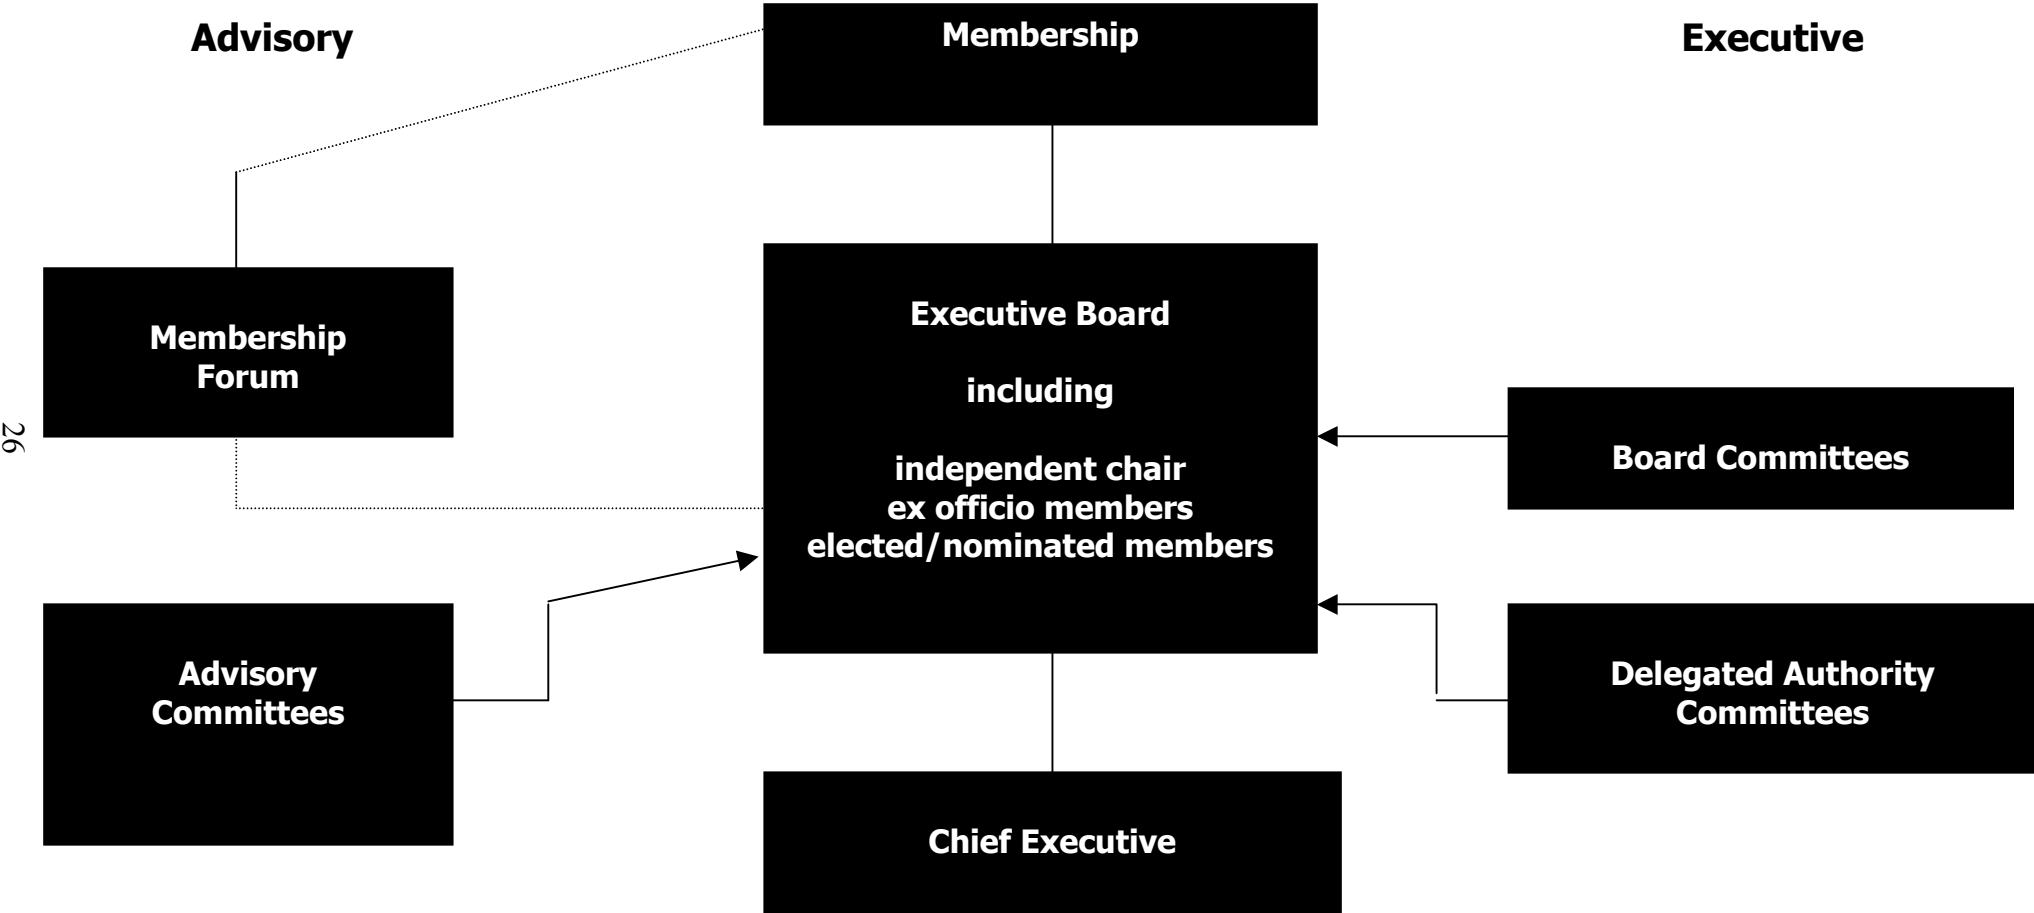 Advisory
Membership
Executive
Membership
Forum
Executive Board
including
independent chair
ex officio members
elected/nominated members
Board Committees
26
Advisory
Committees
Delegated Authority
Committees
Chief Executive